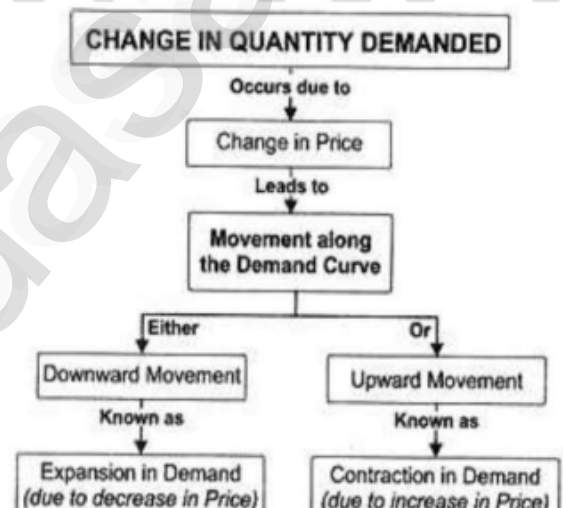 CHANGE IN QUANTITY DEMANDED
Occurs due to
Change in Price
Leads to
Movement along
the Demand Curve
Either
Or
Downward Movement
Upward Movement
Known as
Known as
Expansion in Demand
(due to decrease in Price)
Contraction in Demand
(due to increase in Price)